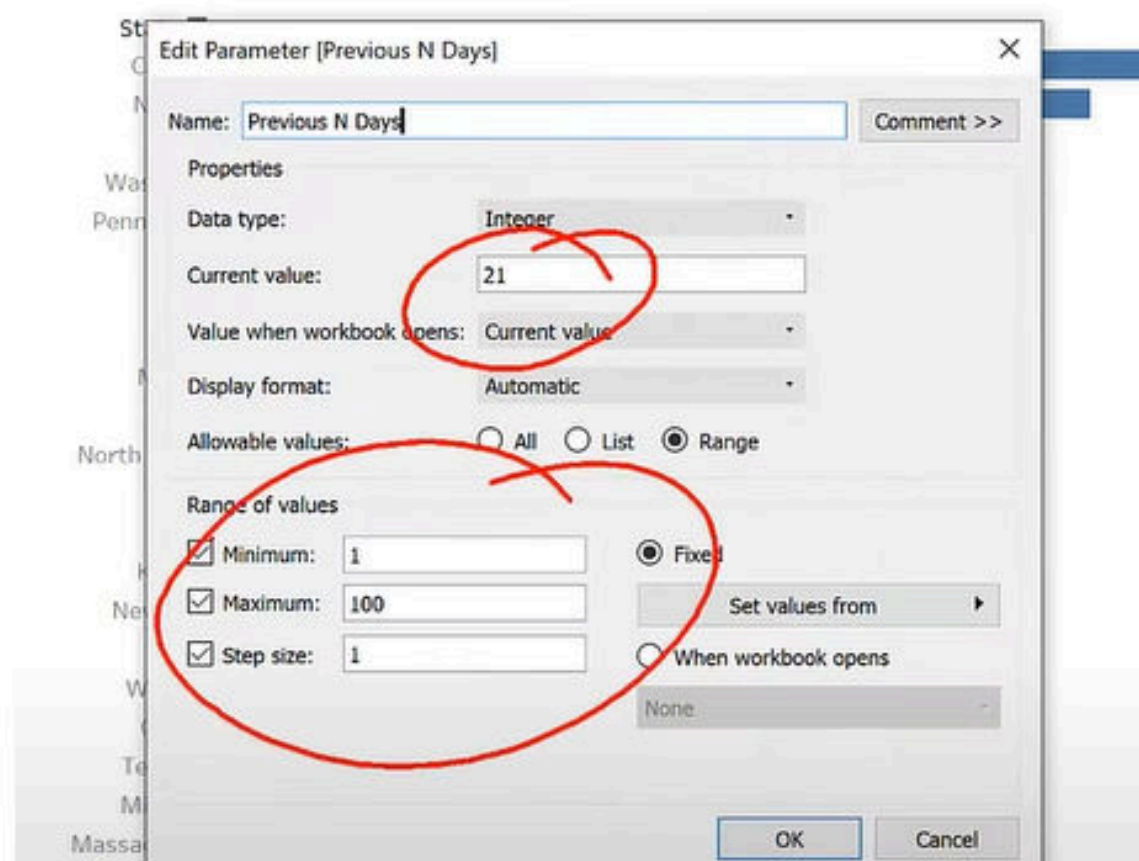 Edit Parameter [Previous N Days]
Name: Previous N Days
Comment >>
Properties
Data type: Integer
Current value: 21
Value when workbook opens: Current value
Display format: Automatic
Allowable values: All List Range
North
Range of values
Minimum: 1
Fixed
Maximum: 100
Set values from
Step size: 1
When workbook opens
None
OK Cancel